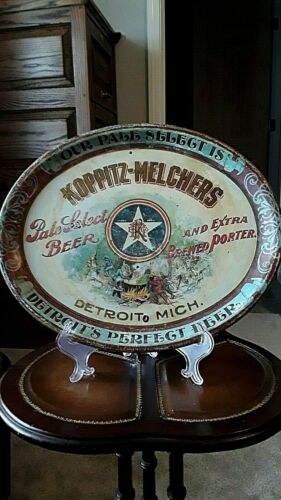 OUR PALE SELECT IS
KOPPITZ-MELCHERS
Pale Select
BEER
AND EXTRA
BREWED PORTER.
DETROIT, MICH.
DETROIT'S PERFECT BEER